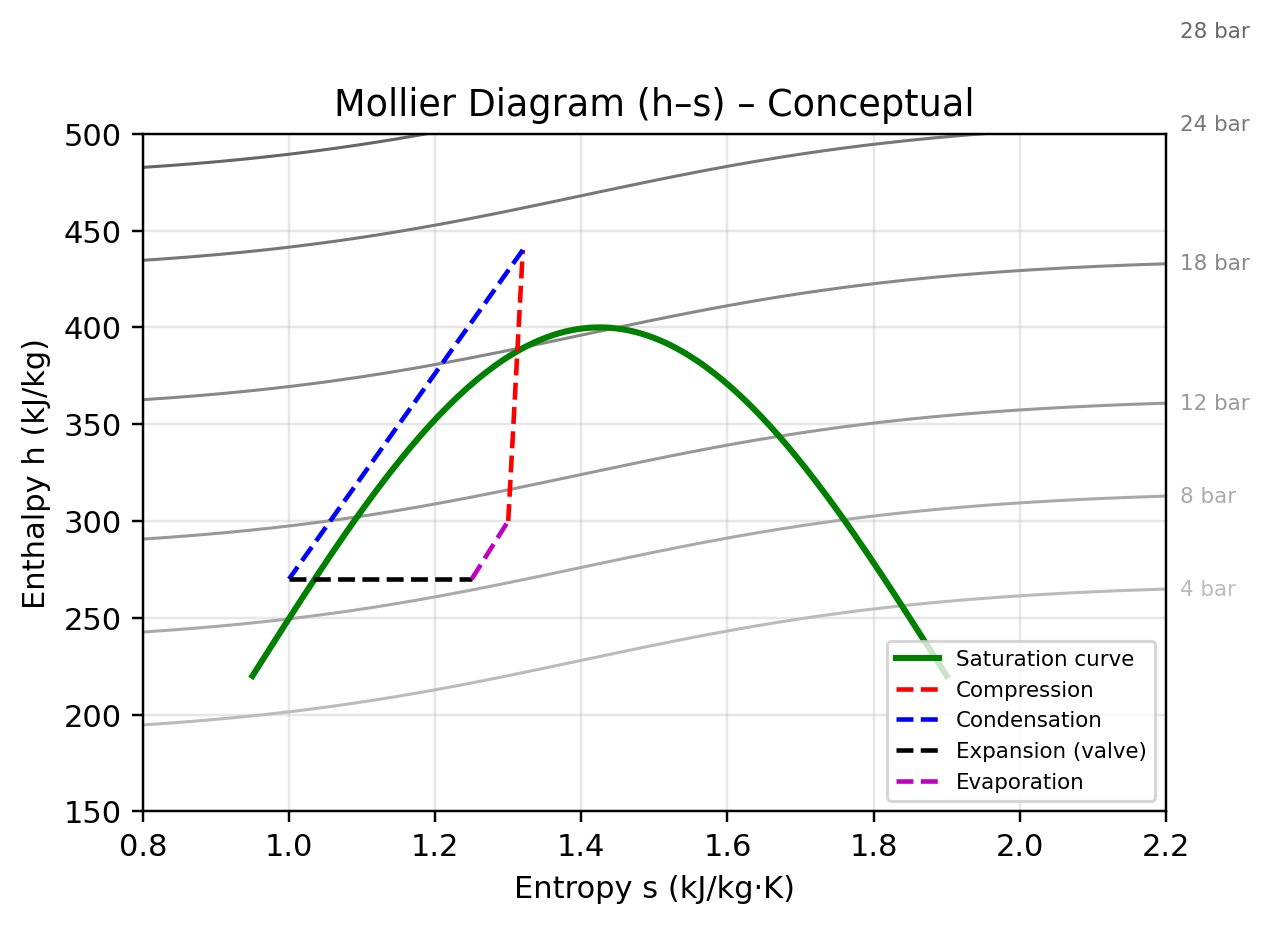 28 bar
Mollier Diagram (h–s) – Conceptual
24 bar
500
450
400
350
300
250
200
150
Enthalpy h (kJ/kg)
18 bar
12 bar
8 bar
4 bar
Saturation curve
Compression
Condensation
Expansion (valve)
Evaporation
0.8 1.0 1.2 1.4 1.6 1.8 2.0 2.2
Entropy s (kJ/kg·K)